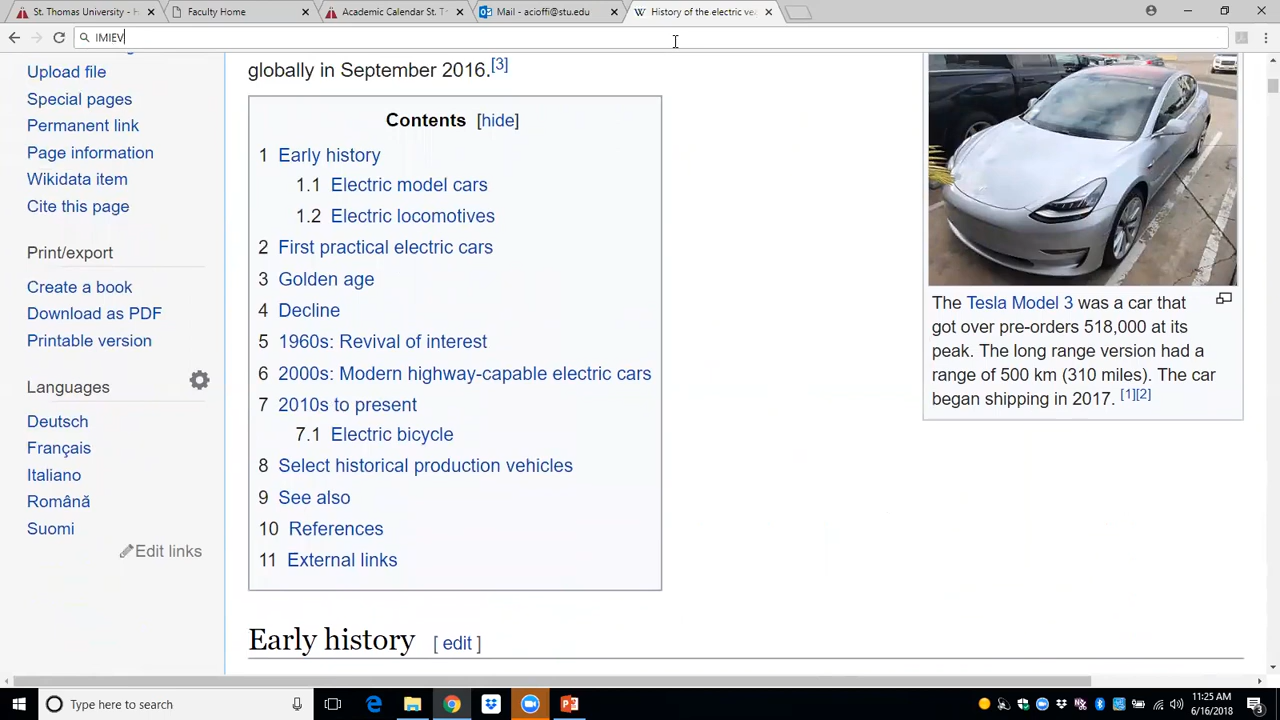 St. Thomas University - H
Faculty Home
Academic Calendar St. T
Mail - acioffi@stu.edu
W
History of the electric ve
IMIEV
Upload file
Special pages
Permanent link
Page information
Wikidata item
Cite this page
Print/export
Create a book
Download as PDF
Printable version
Languages
Deutsch
Français
Italiano
Română
Suomi
Edit links
globally in September 2016.[3]
Contents [hide]
1 Early history
1.1 Electric model cars
1.2 Electric locomotives
2 First practical electric cars
3 Golden age
4 Decline
5 1960s: Revival of interest
6 2000s: Modern highway-capable electric cars
7 2010s to present
7.1 Electric bicycle
8 Select historical production vehicles
9 See also
10 References
11 External links
Early history [ edit ]
The Tesla Model 3 was a car that
got over pre-orders 518,000 at its
peak. The long range version had a
range of 500 km (310 miles). The car
began shipping in 2017. [1][2]
Type here to search
11:25 AM
6/16/2018
3